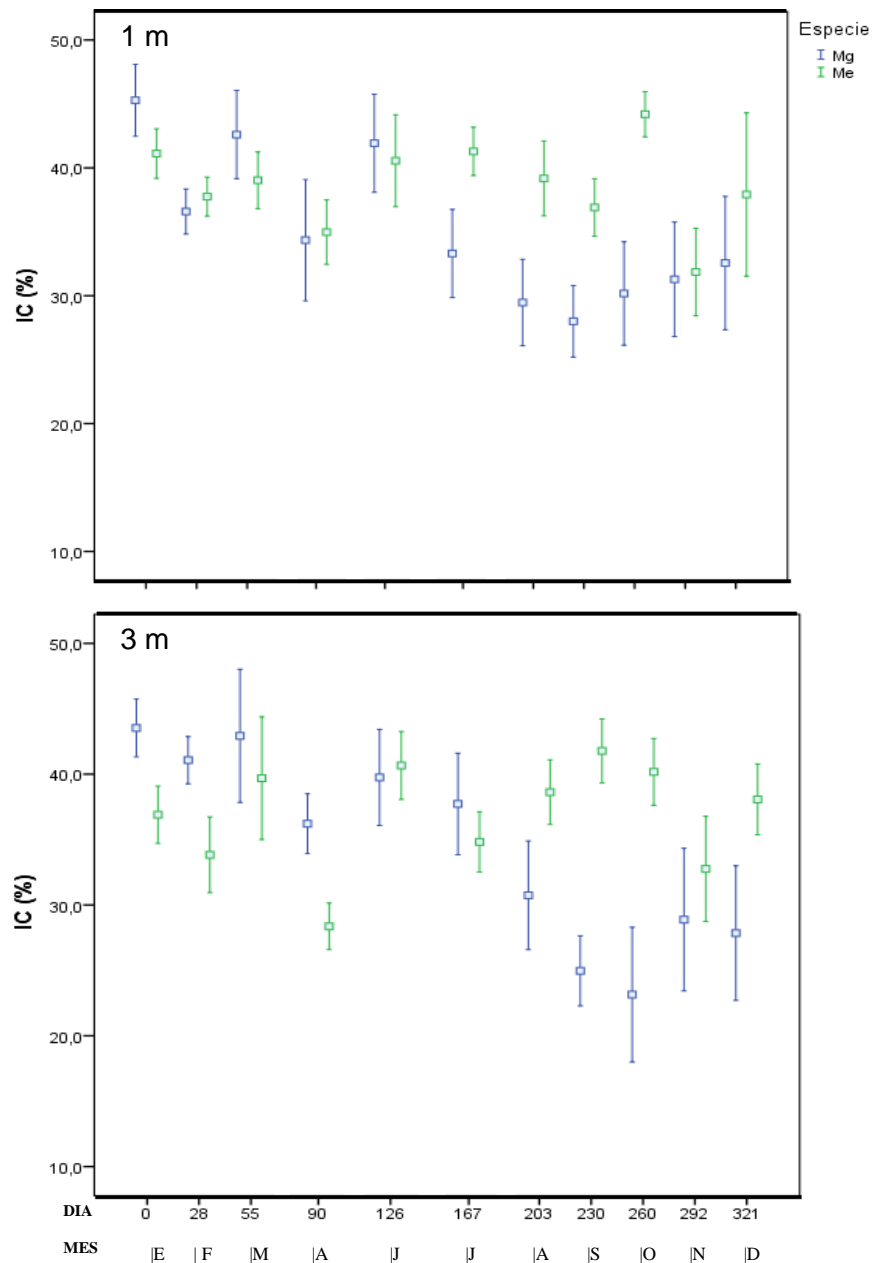 1 m
Especie
Mg
Me
50,0
40,0
30,0
20,0
10,0
IC (%)
3 m
50,0
40,0
30,0
20,0
10,0
IC (%)
DIA 0 28 55 90 126 167 203 230 260 292 321
MES |E | F |M |A |J |J |A |S |O |N |D